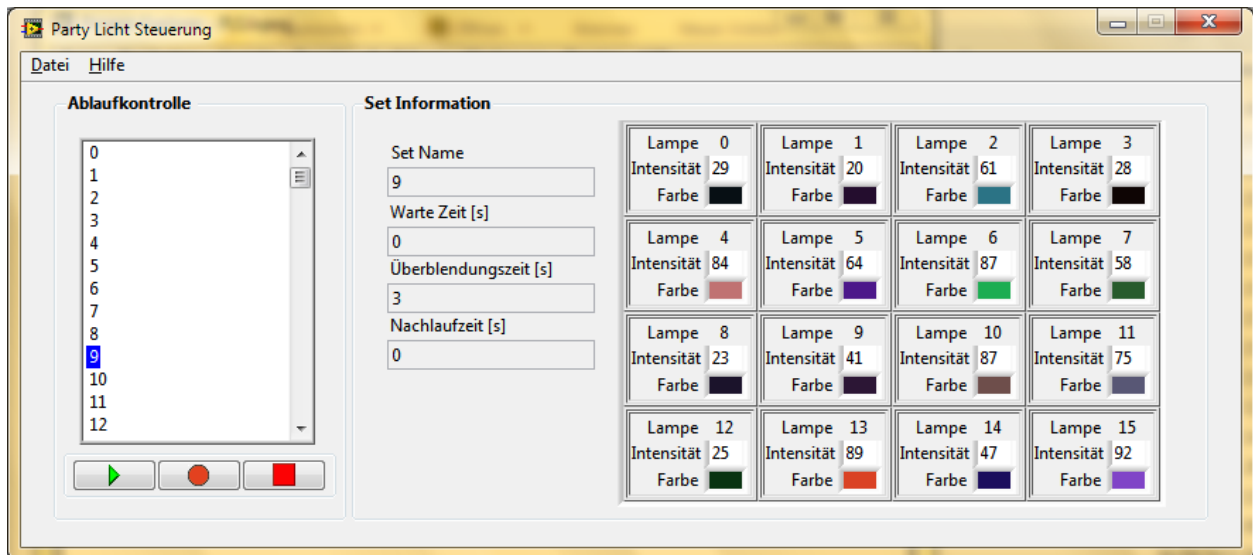 Party Licht Steuerung
Datei Hilfe
Ablaufkontrolle
0
1
2
3
4
5
6
7
8
9
10
11
12
Set Information
Set Name
9
Warte Zeit [s]
0
Überblendungszeit [s]
3
Nachlaufzeit [s]
0
Lampe 0
Intensität 29
Farbe
Lampe 1
Intensität 20
Farbe
Lampe 2
Intensität 61
Farbe
Lampe 3
Intensität 28
Farbe
Lampe 4
Intensität 84
Farbe
Lampe 5
Intensität 64
Farbe
Lampe 6
Intensität 87
Farbe
Lampe 7
Intensität 58
Farbe
Lampe 8
Intensität 23
Farbe
Lampe 9
Intensität 41
Farbe
Lampe 10
Intensität 87
Farbe
Lampe 11
Intensität 75
Farbe
Lampe 12
Intensität 25
Farbe
Lampe 13
Intensität 89
Farbe
Lampe 14
Intensität 47
Farbe
Lampe 15
Intensität 92
Farbe